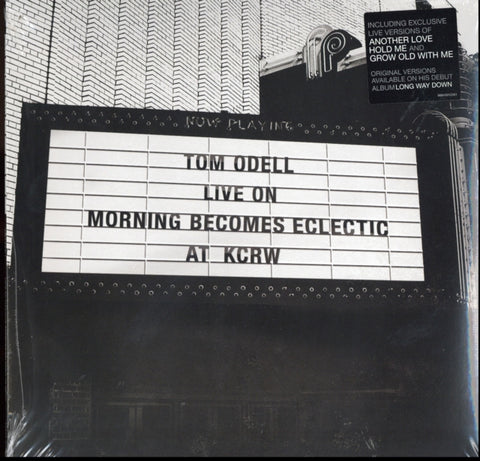 INCLUDING EXCLUSIVE
LIVE VERSIONS OF
ANOTHER LOVE
HOLD ME AND
GROW OLD WITH ME
ORIGINAL VERSIONS
AVAILABLE ON HIS DEBUT
ALBUM LONG WAY DOWN
NOW PLAYING
TOM ODELL
LIVE ON
MORNING BECOMES ECLECTIC
AT KCRW